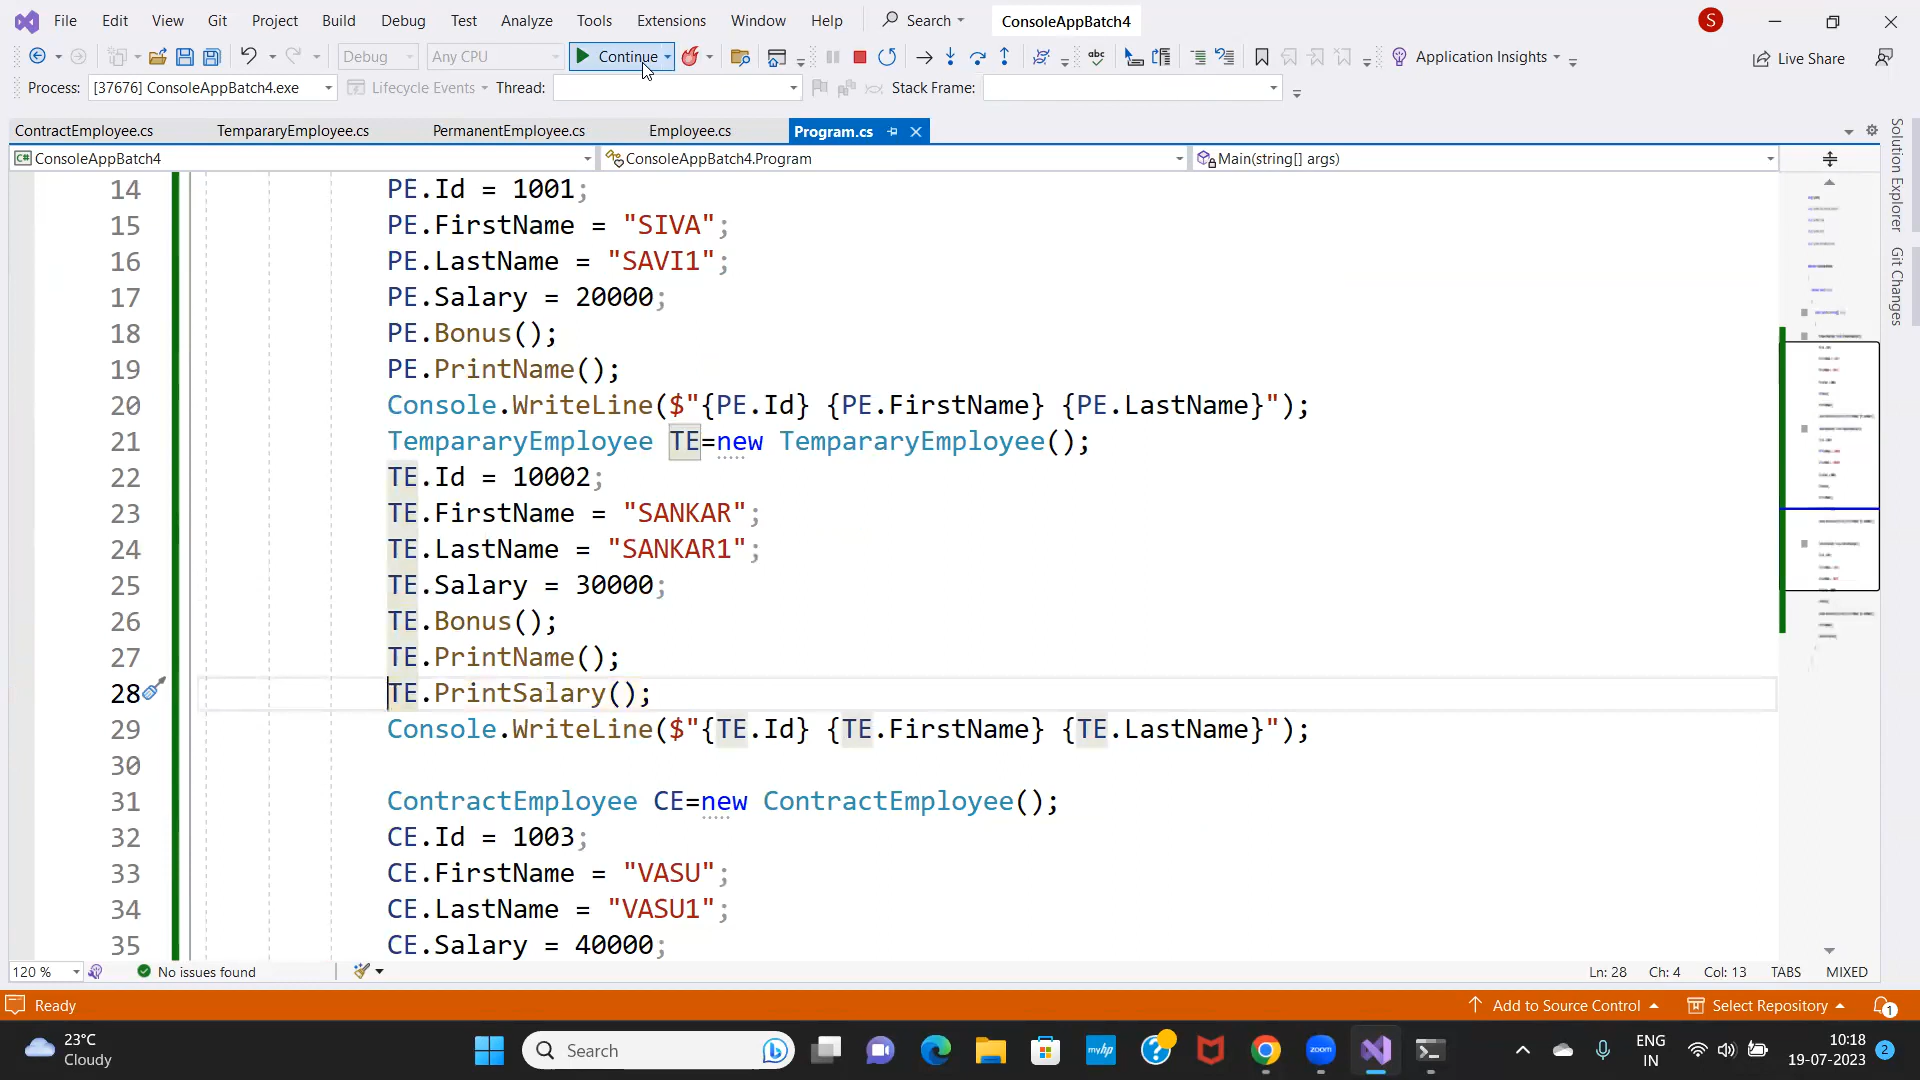 File Edit View Git Project Build Debug Test Analyze Tools Extensions Window Help Search ConsoleAppBatch4 S
Debug Any CPU Continue Application Insights Live Share
Process: [37676] ConsoleAppBatch4.exe Lifecycle Events Thread: Stack Frame:
ContractEmployee.cs TempararyEmployee.cs PermanentEmployee.cs Employee.cs Program.cs
ConsoleAppBatch4 ConsoleAppBatch4.Program Main(string[] args)
14 PE.Id = 1001;
15 PE.FirstName = "SIVA";
16 PE.LastName = "SAVI1";
17 PE.Salary = 20000;
18 PE.Bonus();
19 PE.PrintName();
20 Console.WriteLine($"{PE.Id} {PE.FirstName} {PE.LastName}");
21 TempararyEmployee TE=new TempararyEmployee();
22 TE.Id = 10002;
23 TE.FirstName = "SANKAR";
24 TE.LastName = "SANKAR1";
25 TE.Salary = 30000;
26 TE.Bonus();
27 TE.PrintName();
28 TE.PrintSalary();
29 Console.WriteLine($"{TE.Id} {TE.FirstName} {TE.LastName}");
30
31 ContractEmployee CE=new ContractEmployee();
32 CE.Id = 1003;
33 CE.FirstName = "VASU";
34 CE.LastName = "VASU1";
35 CE.Salary = 40000;
Solution Explorer
Git Changes
120 % No issues found Ln: 28 Ch: 4 Col: 13 TABS MIXED
Ready Add to Source Control Select Repository 1
23°C
Cloudy
Search
myhp
zoom
ENG
IN
10:18
19-07-2023
2